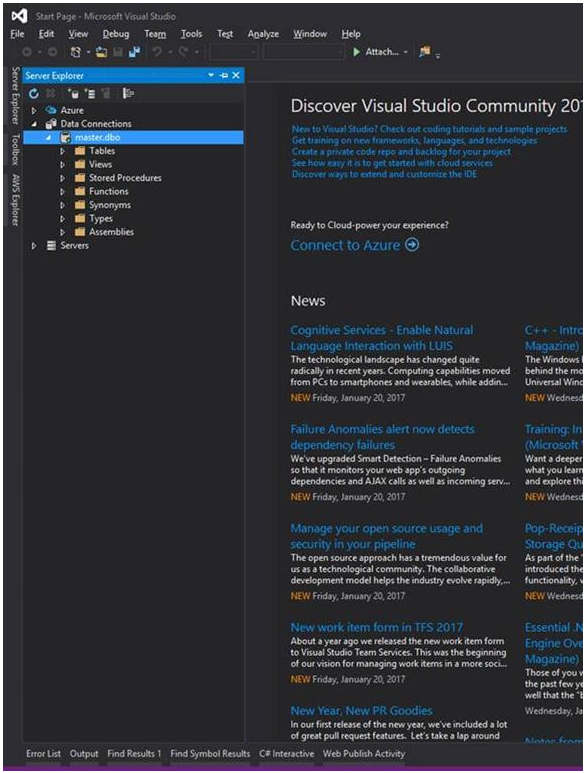 Start Page - Microsoft Visual Studio
File Edit View Debug Team Tools Test Analyze Window Help
Attach...
Server Explorer
Server Explorer
Toolbox
AWS Explorer
Azure
Data Connections
master.dbo
Tables
Views
Stored Procedures
Functions
Synonyms
Types
Assemblies
Servers
Discover Visual Studio Community 20
New to Visual Studio? Check out coding tutorials and sample projects
Get training on new frameworks, languages, and technologies
Create a private code repo and backlog for your project
See how easy it is to get started with cloud services
Discover ways to extend and customize the IDE
Ready to Cloud-power your experience?
Connect to Azure
News
Cognitive Services - Enable Natural
Language Interaction with LUIS
The technological landscape has changed quite
radically in recent years. Computing capabilities moved
from PCs to smartphones and wearables, while addin...
NEW Friday, January 20, 2017
Failure Anomalies alert now detects
dependency failures
We've upgraded Smart Detection – Failure Anomalies
so that it monitors your web app's outgoing
dependencies and AJAX calls as well as incoming serv...
NEW Friday, January 20, 2017
Manage your open source usage and
security in your pipeline
The open source approach has a tremendous value for
us as a technological community. The collaborative
development model helps the industry evolve rapidly,...
NEW Friday, January 20, 2017
New work item form in TFS 2017
About a year ago we released the new work item form
to Visual Studio Team Services. This was the beginning
of our vision for managing work items in a more soci...
NEW Friday, January 20, 2017
New Year, New PR Goodies
In our first release of the new year, we've included a lot
of great pull request features. Let's take a lap around
C++ - Intro
Magazine)
The Windows
behind the mo
Universal Wind
NEW Wednesd
Training: In
(Microsoft
Want a deeper
what you learn
and explore thi
NEW Wednesd
Pop-Receip
Storage Qu
As part of the "
introduced the
functionality, w
NEW Wednesd
Essential .N
Engine Ove
Magazine)
Those of you w
the past few ye
well that the "b
Wednesday, Ja
Notes from
Error List Output Find Results 1 Find Symbol Results C# Interactive Web Publish Activity